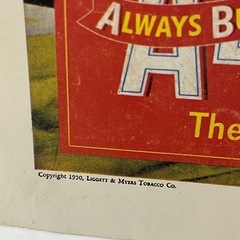 ALWAYS BU
A
The
Copyright 1950, LIGGETT & MYERS TOBACCO CO.